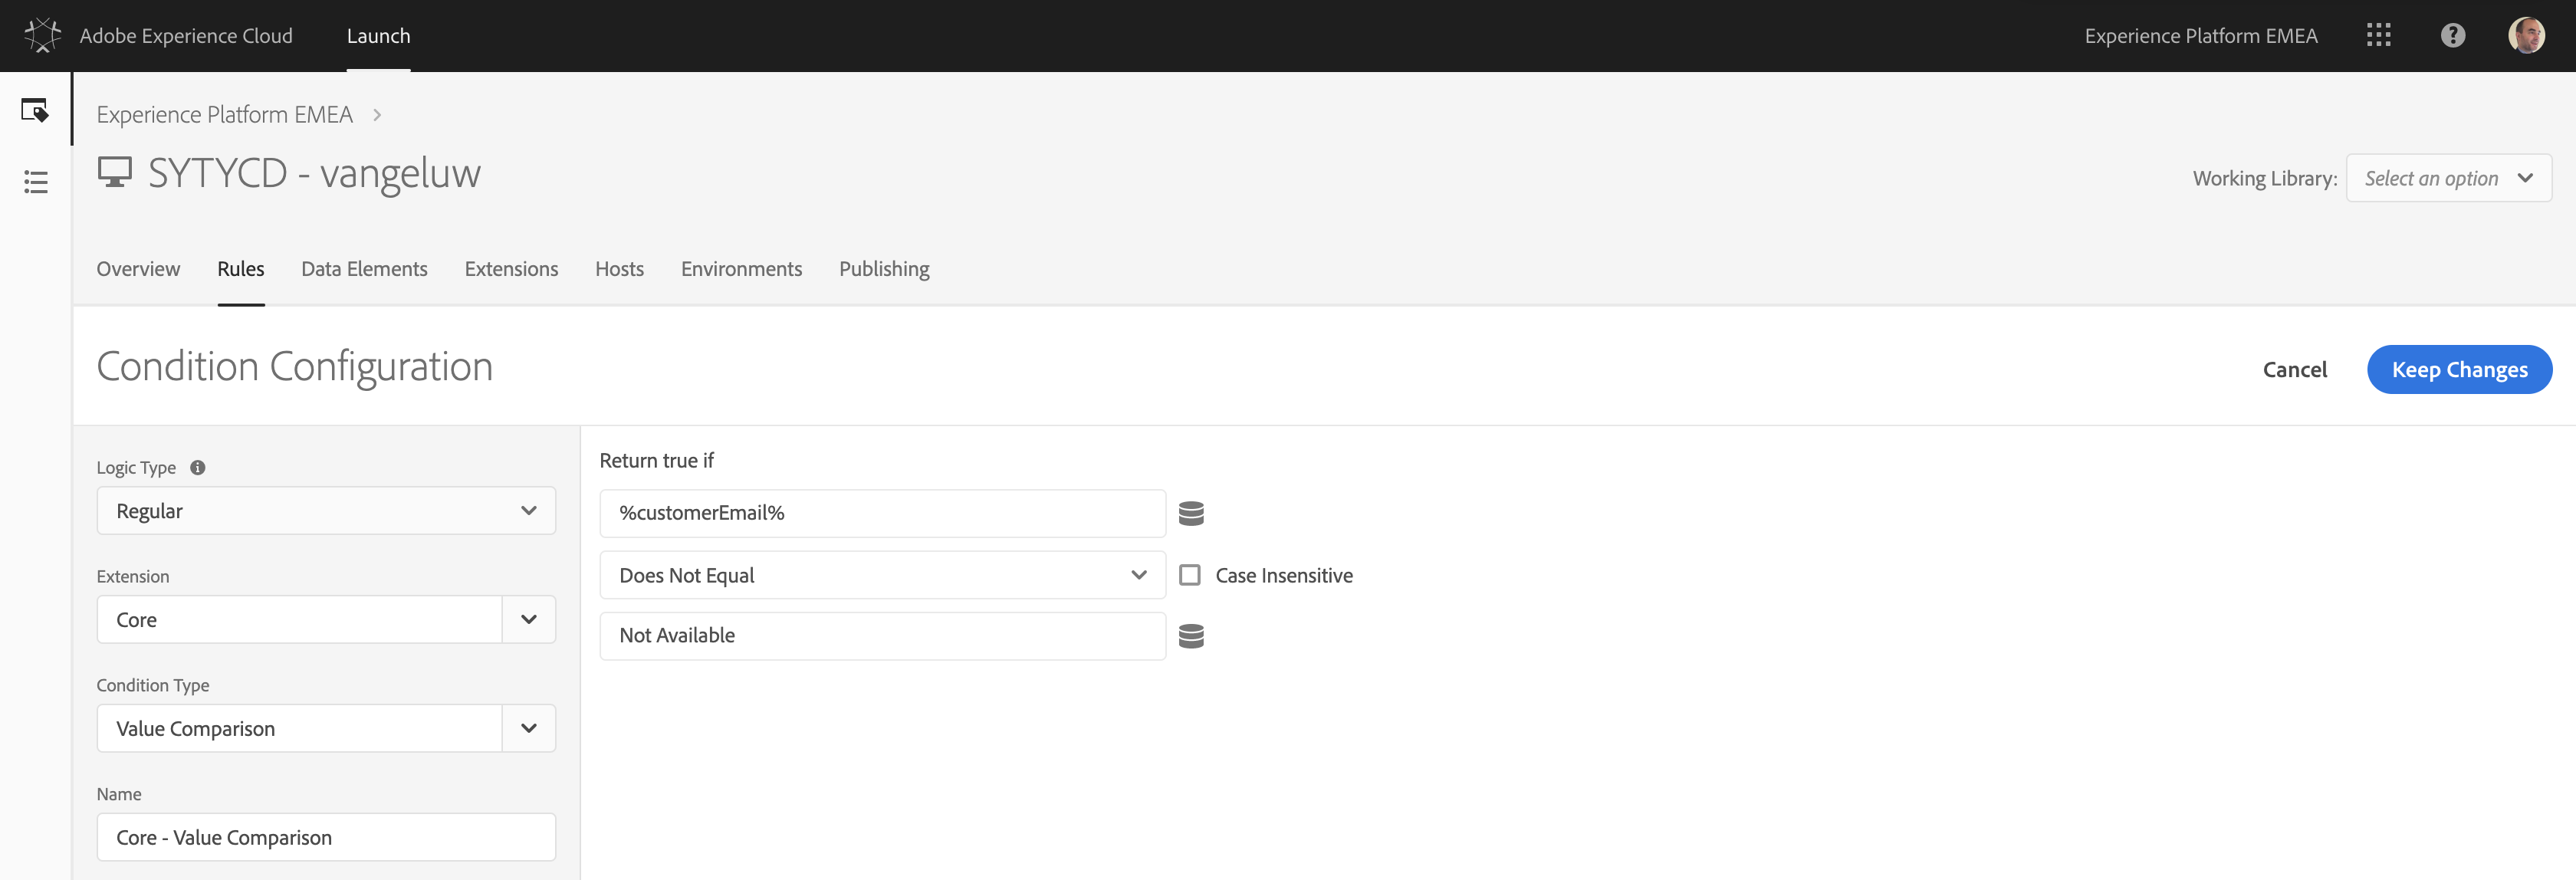 Adobe Experience Cloud Launch Experience Platform EMEA
Experience Platform EMEA
SYTYCD - vangeluw
Working Library: Select an option
Overview Rules Data Elements Extensions Hosts Environments Publishing
Condition Configuration
Cancel Keep Changes
Logic Type
Regular
Extension
Core
Condition Type
Value Comparison
Name
Core - Value Comparison
Return true if
%customerEmail%
Does Not Equal Case Insensitive
Not Available